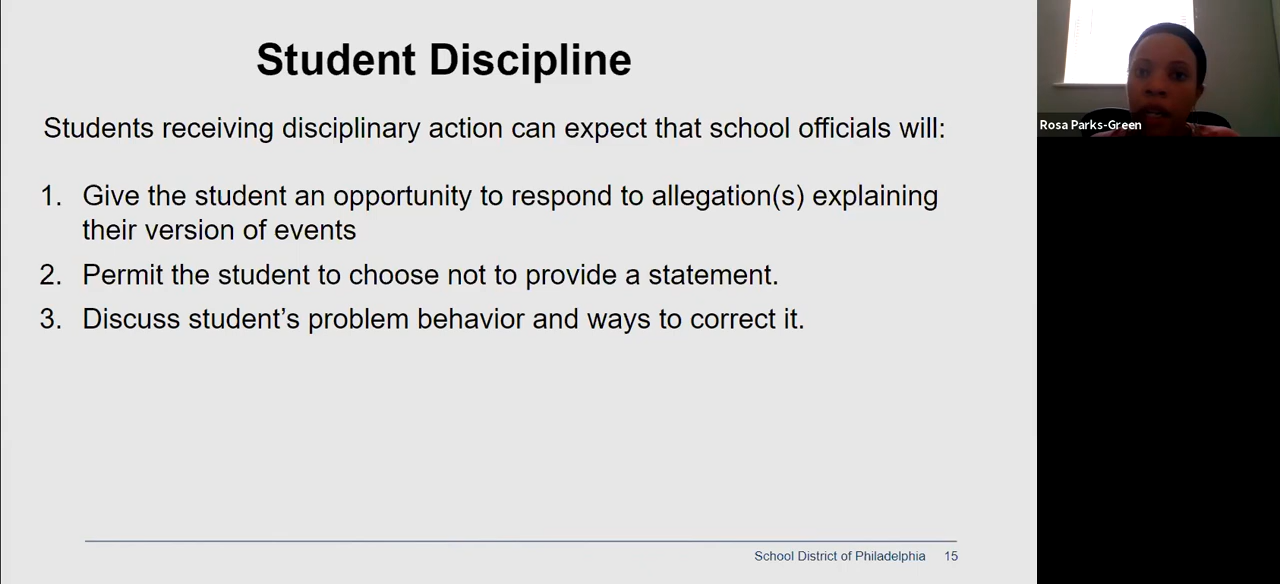 Student Discipline
Students receiving disciplinary action can expect that school officials will:
1. Give the student an opportunity to respond to allegation(s) explaining
their version of events
2. Permit the student to choose not to provide a statement.
3. Discuss student’s problem behavior and ways to correct it.
School District of Philadelphia 15
Rosa Parks-Green